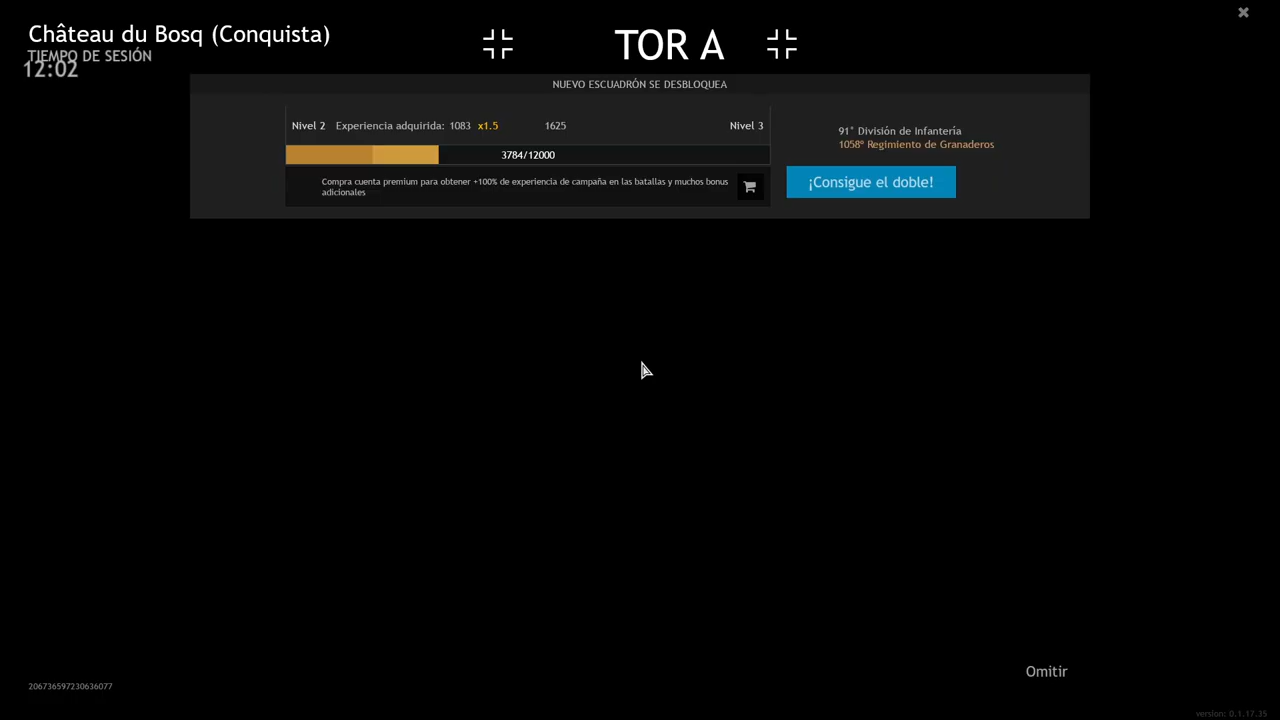 Château du Bosq (Conquista)
TIEMPO DE SESIÓN
12:02
TOR A
NUEVO ESCUADRÓN SE DESBLOQUEA
Nivel 2 Experiencia adquirida: 1083 x1.5 1625 Nivel 3
3784/12000
Compra cuenta premium para obtener +100% de experiencia de campaña en las batallas y muchos bonus
adicionales
91ª División de Infantería
1058º Regimiento de Granaderos
¡Consigue el doble!
Omitir
206736597230636077
version: 0.1.17.35